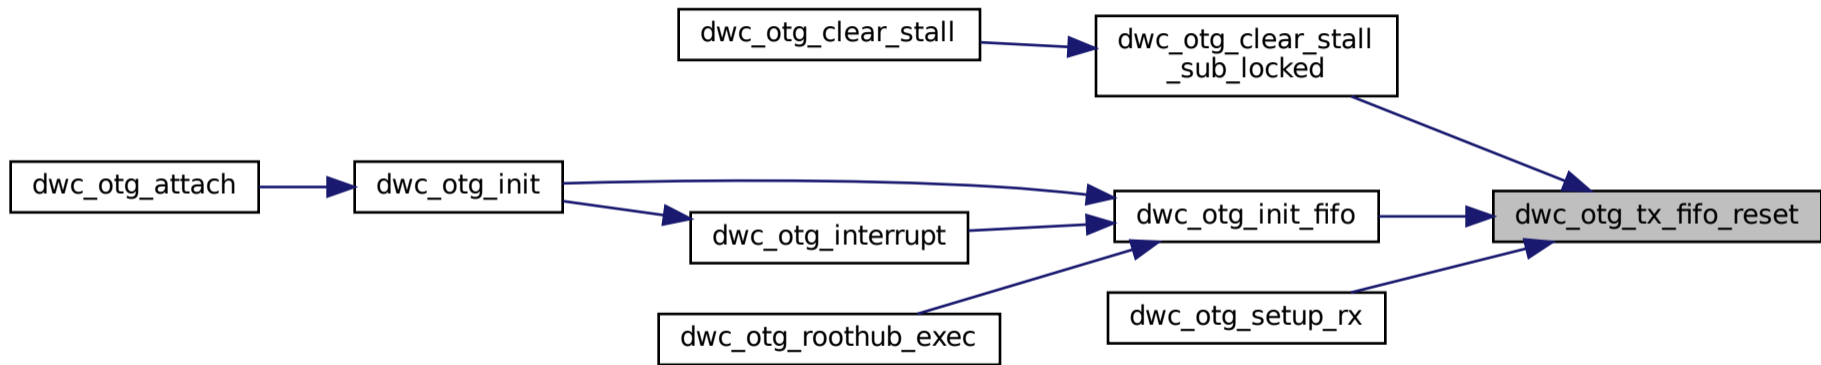 dwc_otg_clear_stall
dwc_otg_clear_stall
_sub_locked
dwc_otg_attach
dwc_otg_init
dwc_otg_interrupt
dwc_otg_init_fifo
dwc_otg_tx_fifo_reset
dwc_otg_roothub_exec
dwc_otg_setup_rx